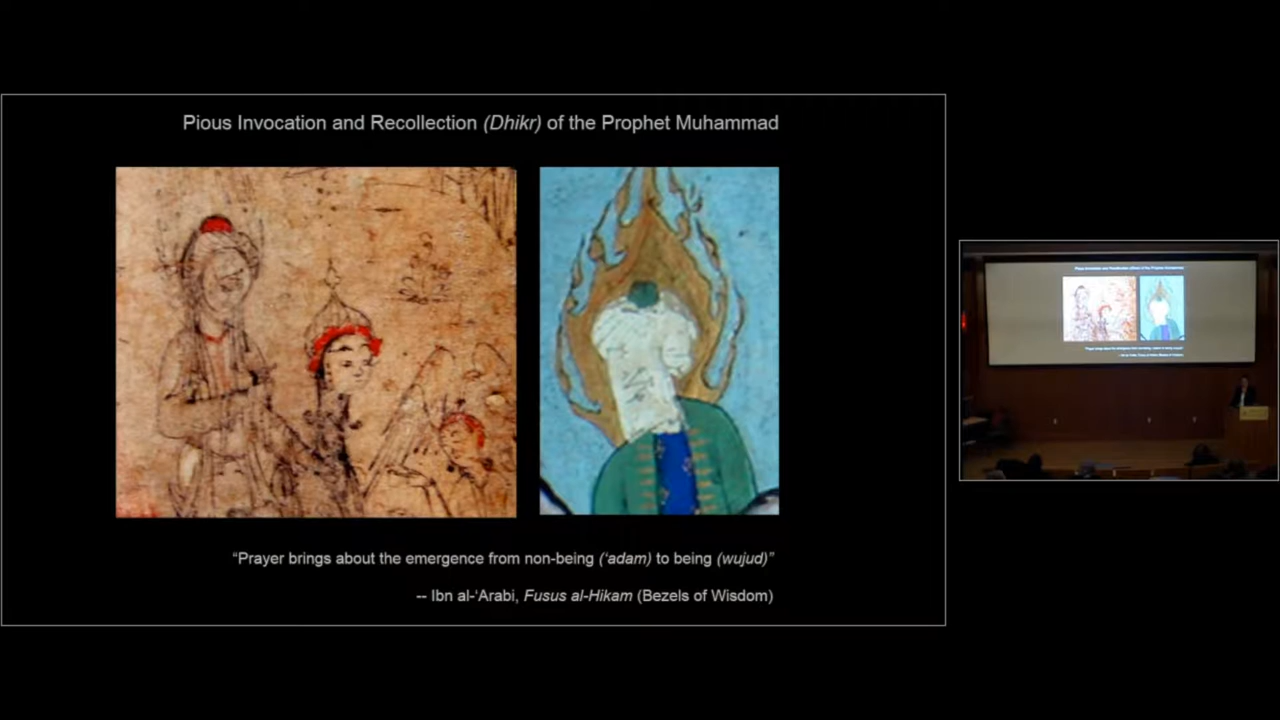 Pious Invocation and Recollection (Dhikr) of the Prophet Muhammad
“Prayer brings about the emergence from non-being (‘adam) to being (wujud)”
-- Ibn al-‘Arabi, Fusus al-Hikam (Bezels of Wisdom)